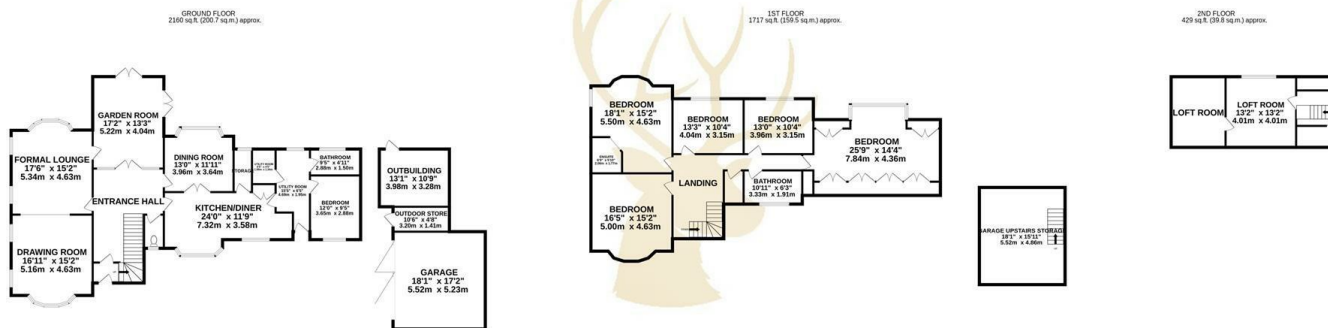 GROUND FLOOR
2160 sq.ft. (200.7 sq.m.) approx.
GARDEN ROOM
17'2" x 13'3"
5.22m x 4.04m
FORMAL LOUNGE
17'6" x 15'2"
5.34m x 4.63m
DINING ROOM
13'0" x 11'11"
3.96m x 3.64m
STORAGE
UTILITY ROOM
BATHROOM
9'5" x 4'11"
2.88m x 1.50m
UTILITY ROOM
BEDROOM
12'0" x 9'5"
3.65m x 2.88m
ENTRANCE HALL
KITCHEN/DINER
24'0" x 11'9"
7.32m x 3.58m
DRAWING ROOM
16'11" x 15'2"
5.16m x 4.63m
OUTBUILDING
13'1" x 10'9"
3.98m x 3.28m
OUTDOOR STORE
10'6" x 4'8"
3.20m x 1.41m
GARAGE
18'1" x 17'2"
5.52m x 5.23m
1ST FLOOR
1717 sq.ft. (159.5 sq.m.) approx.
BEDROOM
18'1" x 15'2"
5.50m x 4.63m
BEDROOM
13'3" x 10'4"
4.04m x 3.15m
BEDROOM
13'0" x 10'4"
3.96m x 3.15m
BEDROOM
25'9" x 14'4"
7.84m x 4.36m
ENSUITE
LANDING
BATHROOM
10'11" x 6'3"
3.33m x 1.91m
BEDROOM
16'5" x 15'2"
5.00m x 4.63m
GARAGE UPSTAIRS STORAGE
18'1" x 15'11"
5.52m x 4.86m
2ND FLOOR
429 sq.ft. (39.8 sq.m.) approx.
LOFT ROOM
LOFT ROOM
13'2" x 13'2"
4.01m x 4.01m